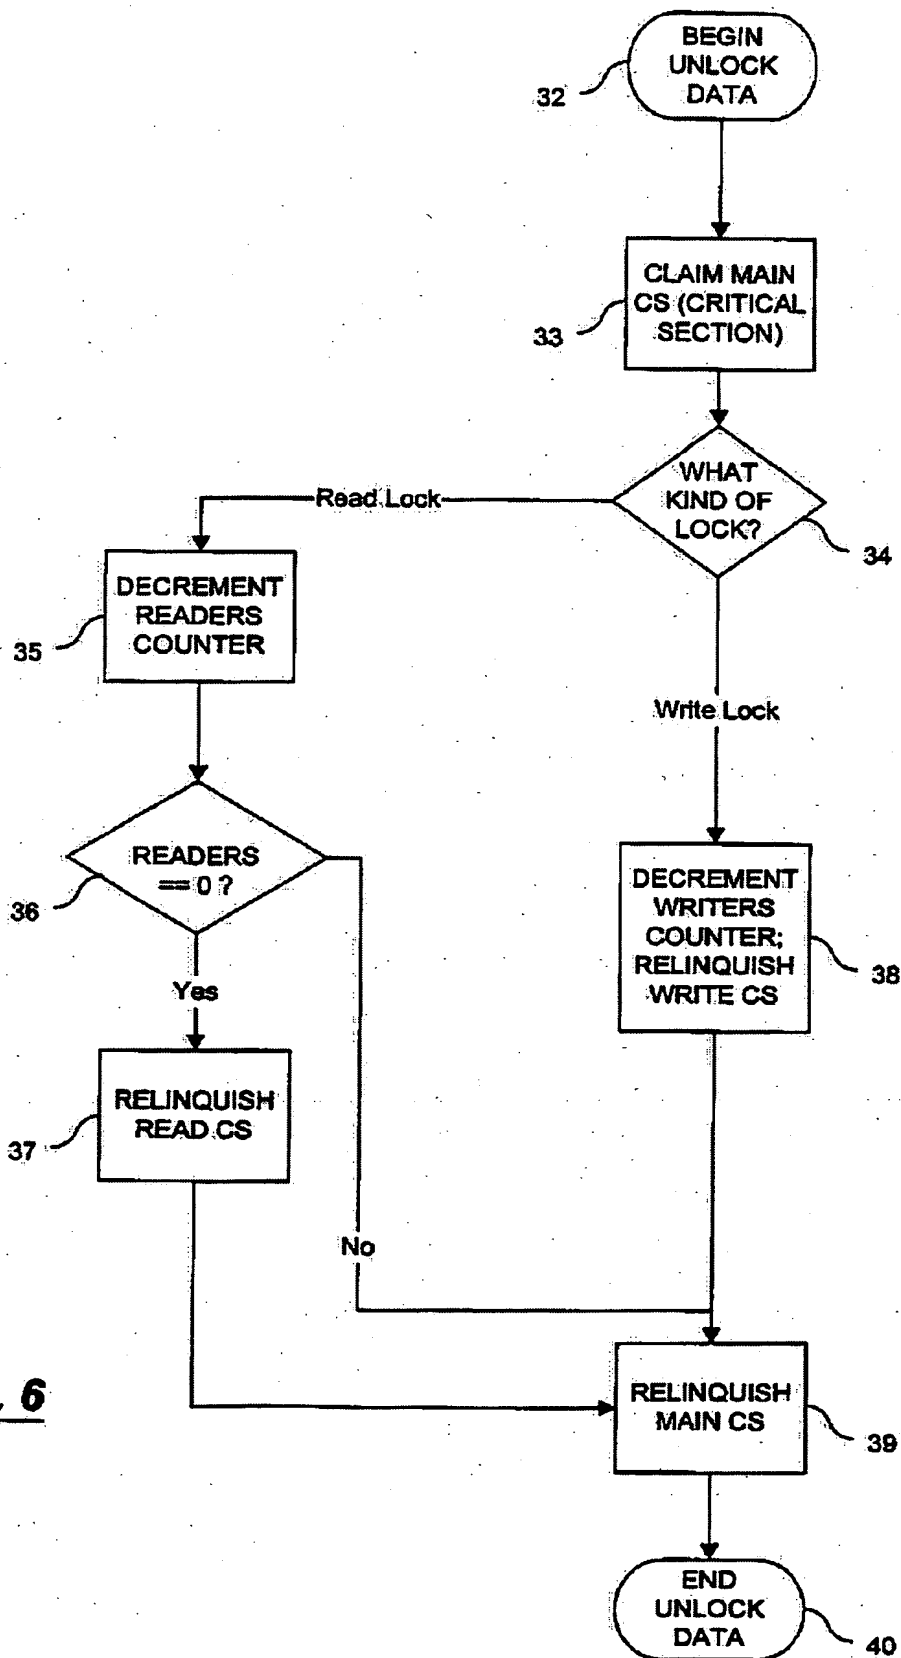 BEGIN
UNLOCK
DATA
32
CLAIM MAIN
CS (CRITICAL
SECTION)
33
WHAT
KIND OF
LOCK?
34
Read Lock
DECREMENT
READERS
COUNTER
35
Write Lock
READERS
== 0 ?
36
DECREMENT
WRITERS
COUNTER;
RELINQUISH
WRITE CS
38
Yes
RELINQUISH
READ CS
37
No
6
RELINQUISH
MAIN CS
39
END
UNLOCK
DATA
40